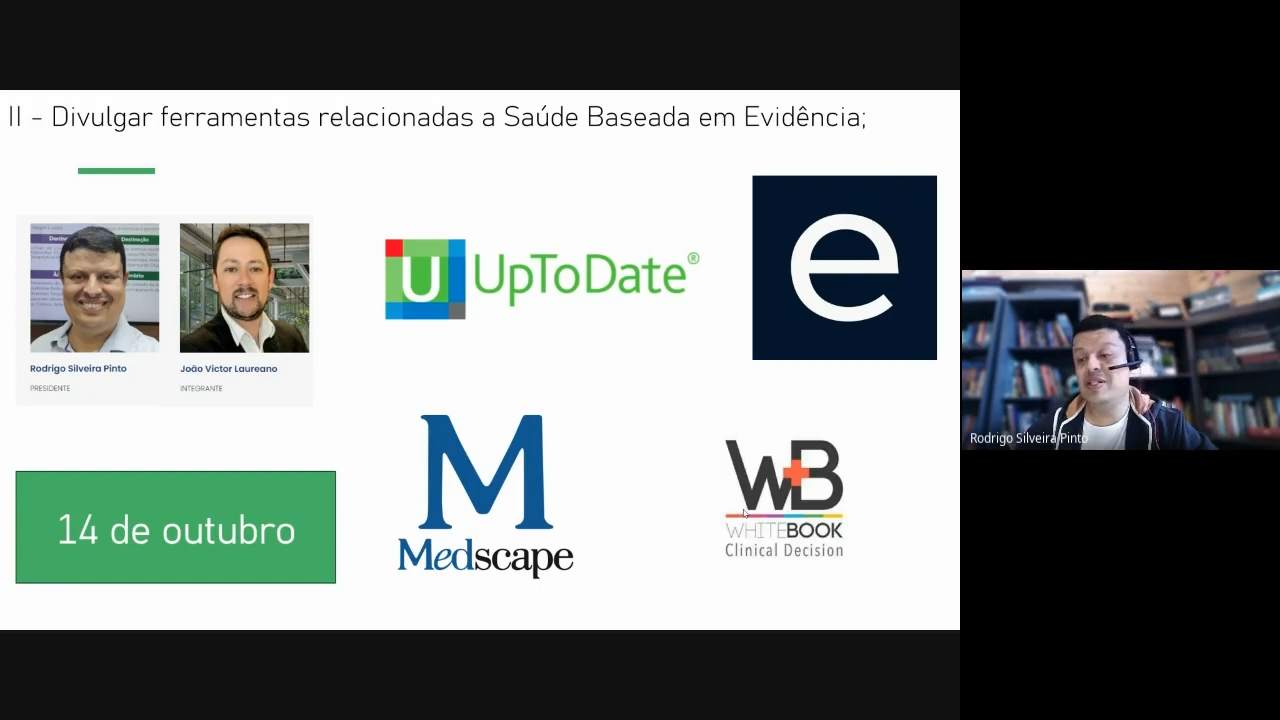 II - Divulgar ferramentas relacionadas a Saúde Baseada em Evidência;
Rodrigo Silveira Pinto
PRESIDENTE
João Victor Laureano
INTEGRANTE
U UpToDate®
e
14 de outubro
M
Medscape
W+B
WHITEBOOK
Clinical Decision
Rodrigo Silveira Pinto